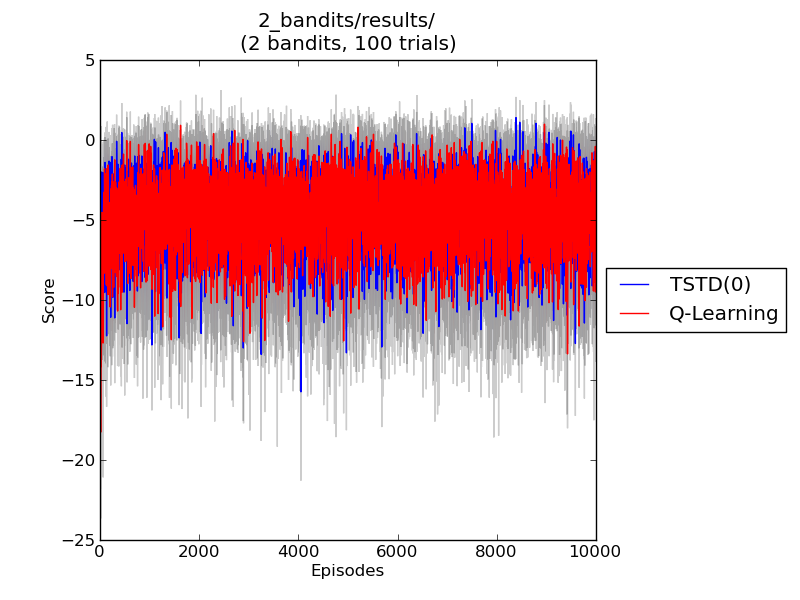 2_bandits/results/
(2 bandits, 100 trials)
5
0
−5
−10
−15
−20
−25
Score
0
2000
4000
6000
8000
10000
Episodes
TSTD(0)
Q-Learning